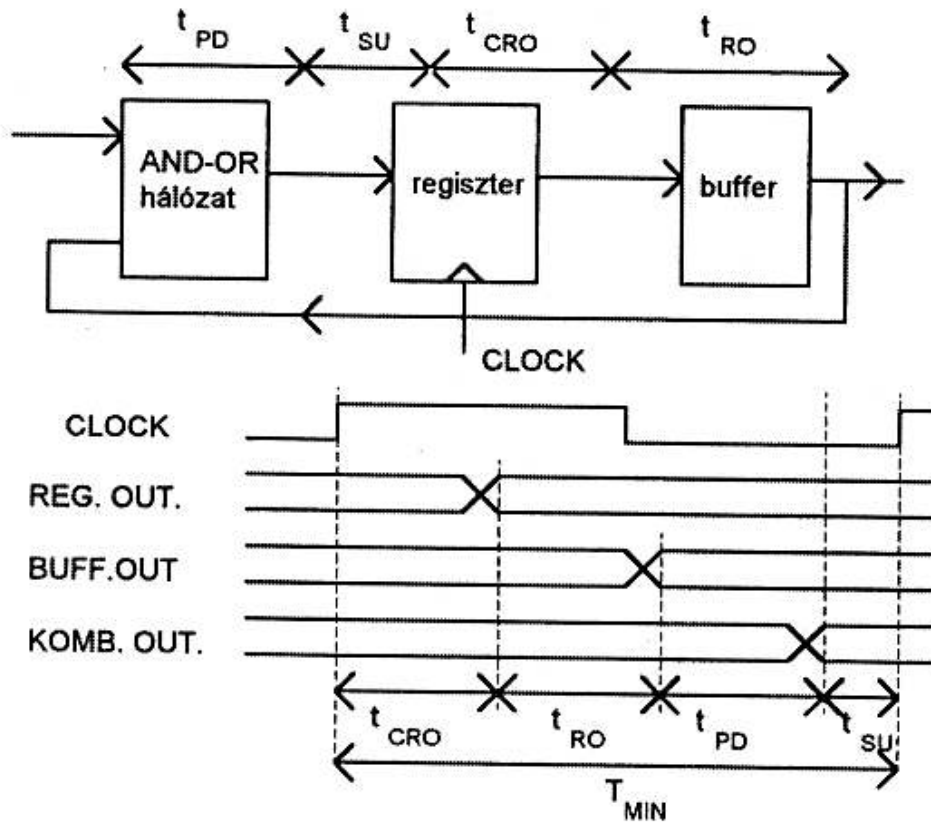 t PD t SU t CRO t RO
AND-OR
hálózat
regiszter
buffer
CLOCK
CLOCK
REG. OUT.
BUFF.OUT
KOMB. OUT.
t CRO t RO t PD t SU
T MIN